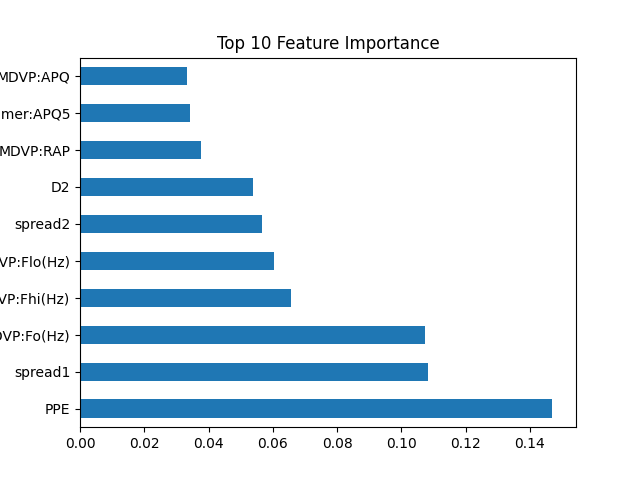 Top 10 Feature Importance
MDVP:APQ
mer:APQ5
MDVP:RAP
D2
spread2
VP:Flo(Hz)
VP:Fhi(Hz)
DVP:Fo(Hz)
spread1
PPE
0.00 0.02 0.04 0.06 0.08 0.10 0.12 0.14